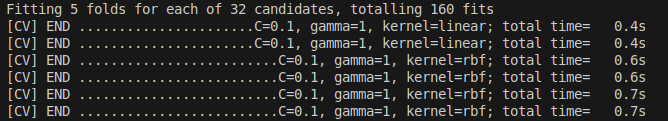 Fitting 5 folds for each of 32 candidates, totalling 160 fits
[CV] END ......................C=0.1, gamma=1, kernel=linear; total time=   0.4s
[CV] END ......................C=0.1, gamma=1, kernel=linear; total time=   0.4s
[CV] END .........................C=0.1, gamma=1, kernel=rbf; total time=   0.6s
[CV] END .........................C=0.1, gamma=1, kernel=rbf; total time=   0.6s
[CV] END .........................C=0.1, gamma=1, kernel=rbf; total time=   0.7s
[CV] END .........................C=0.1, gamma=1, kernel=rbf; total time=   0.7s